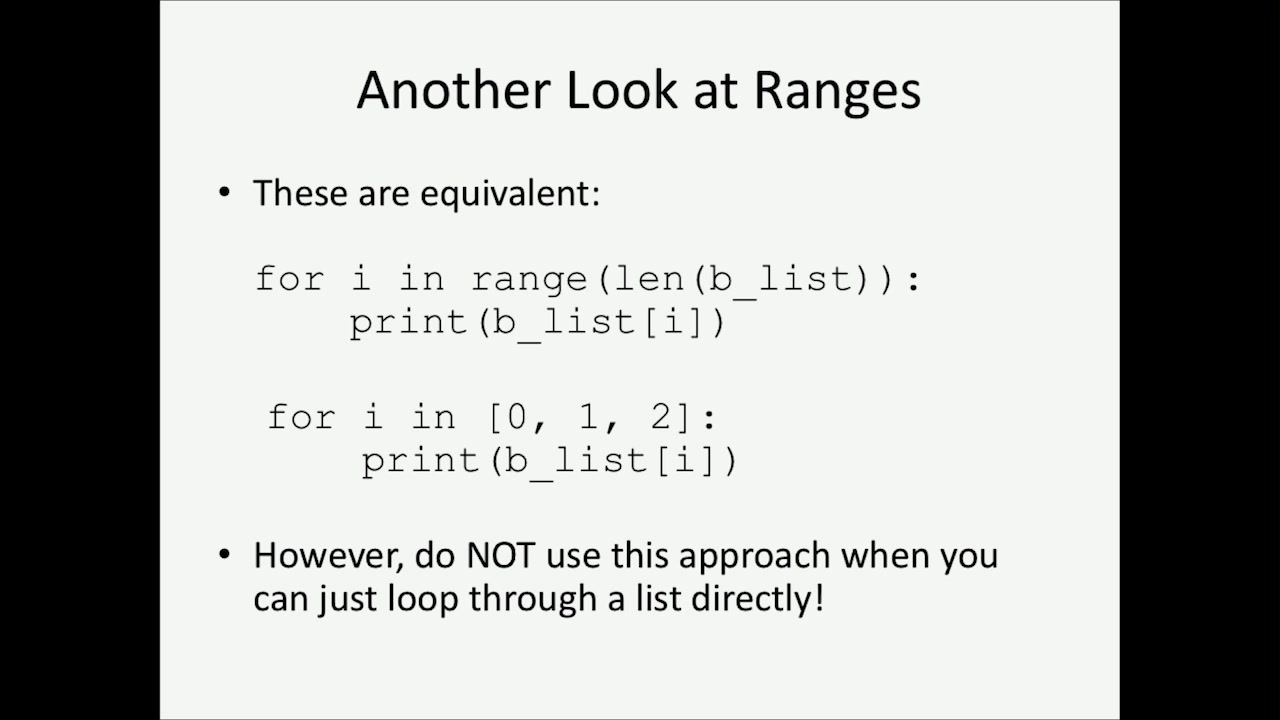 Another Look at Ranges
• These are equivalent:
for i in range(len(b_list)):
    print(b_list[i])
for i in [0, 1, 2]:
    print(b_list[i])
• However, do NOT use this approach when you
can just loop through a list directly!